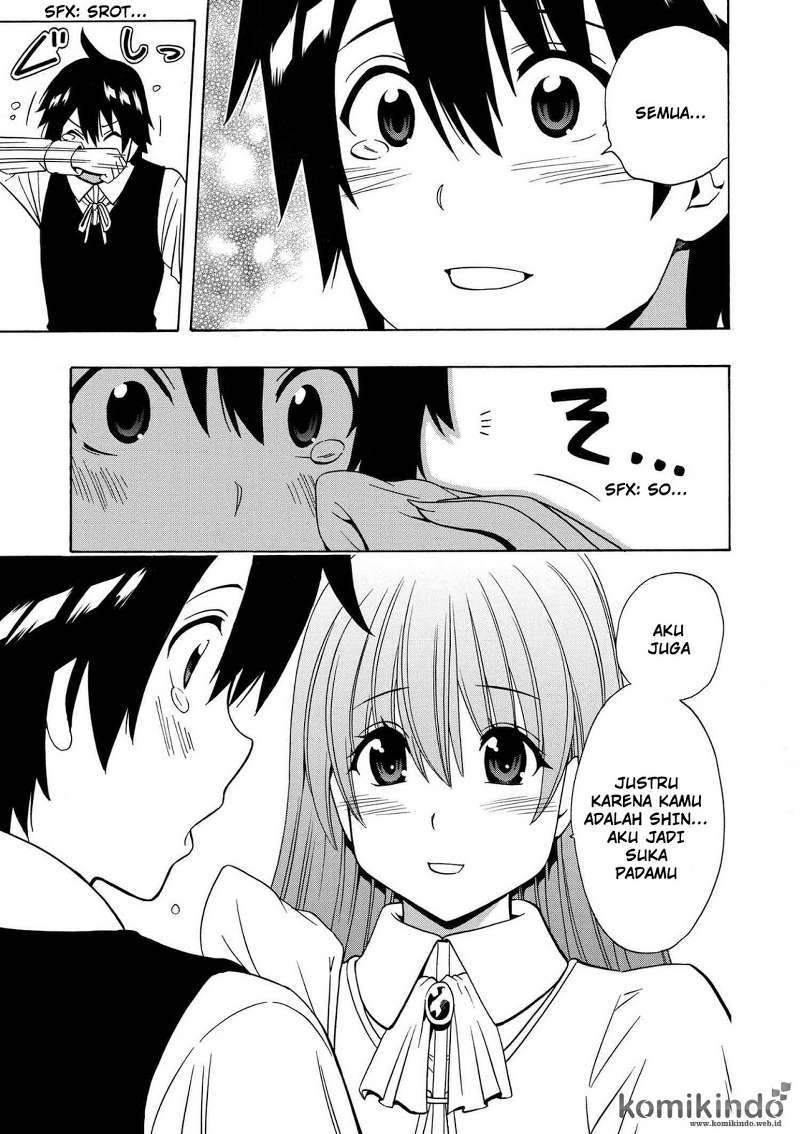 SEMUA...
SFX: SROT...
ぐしっ
そ...
SFX: SO...
AKU
JUGA
JUSTRU
KARENA KAMU
ADALAH SHIN...
AKU JADI
SUKA
PADAMU
komikindo
www.komikindo.web.id